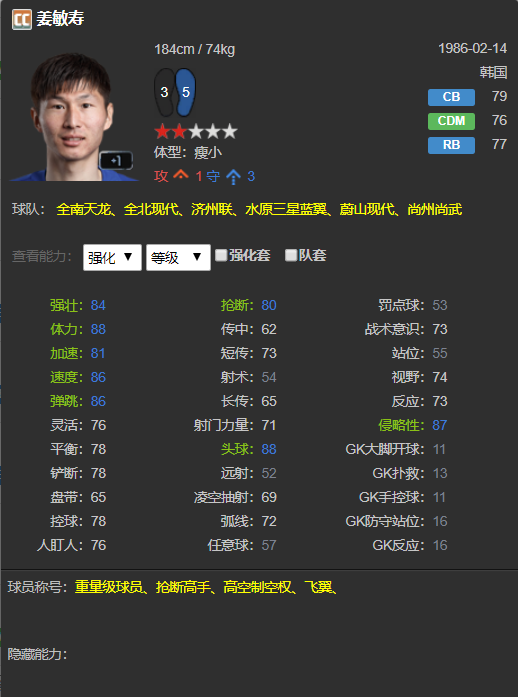 CC 姜敏寿
184cm / 74kg 1986-02-14
韩国
3 5 CB 79
CDM 76
RB 77
+1
体型：瘦小
攻 1 守 3
球队： 全南天龙、全北现代、济州联、水原三星蓝翼、蔚山现代、尚州尚武
查看能力： 强化 ▼ 等级 ▼ 强化套 队套
强壮：84 抢断：80 罚点球：53
体力：88 传中：62 战术意识：73
加速：81 短传：73 站位：55
速度：86 射术：54 视野：74
弹跳：86 长传：65 反应：73
灵活：76 射门力量：71 侵略性：87
平衡：78 头球：88 GK大脚开球：11
铲断：78 远射：52 GK扑救：13
盘带：65 凌空抽射：69 GK手控球：11
控球：78 弧线：72 GK防守站位：16
人盯人：76 任意球：57 GK反应：16
球员称号：重量级球员、抢断高手、高空制空权、飞翼、
隐藏能力：